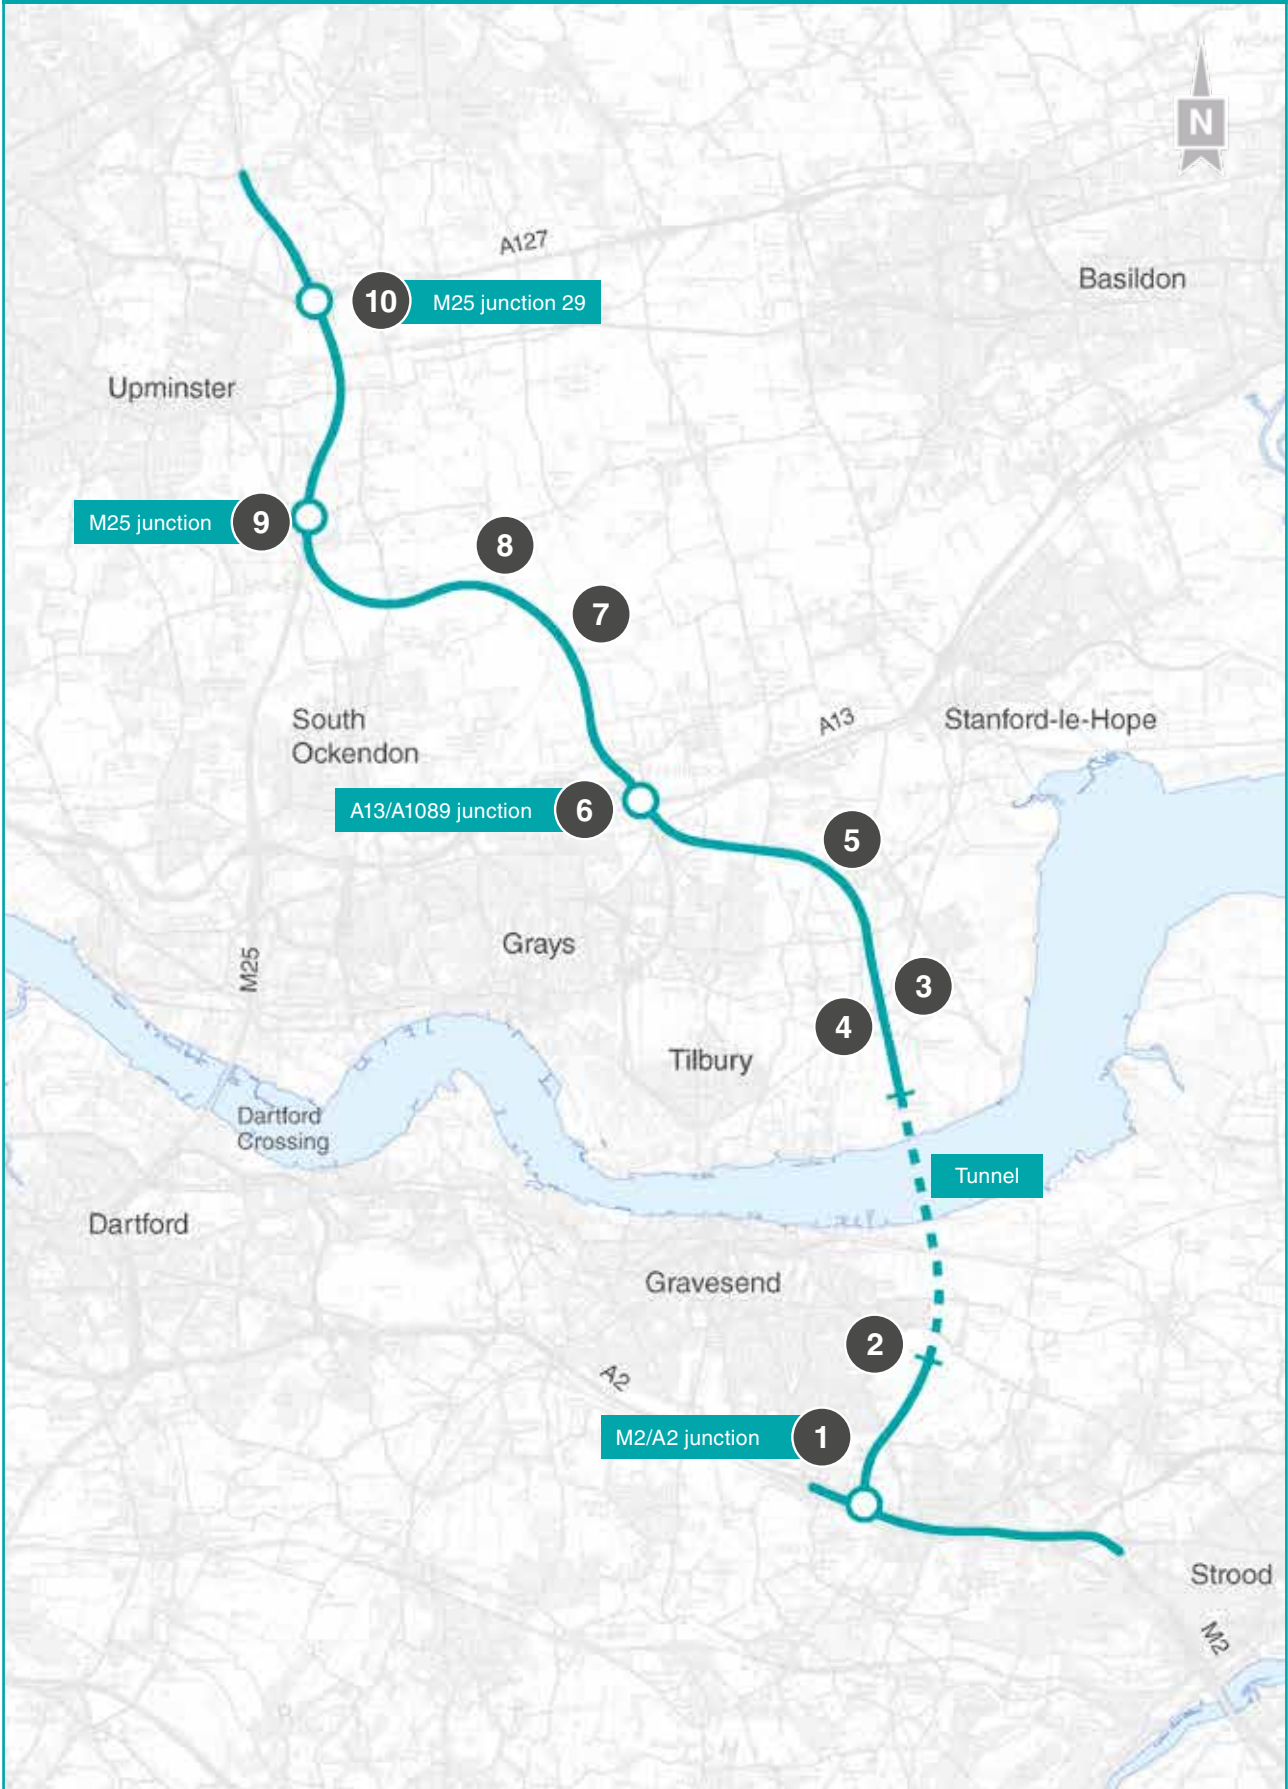 N
A127
Basildon
10
M25 junction 29
Upminster
M25 junction
9
8
7
South
Ockendon
A13
Stanford-le-Hope
A13/A1089 junction
6
5
Grays
M25
3
4
Tilbury
Dartford
Crossing
Tunnel
Dartford
Gravesend
2
A2
M2/A2 junction
1
Strood
M2